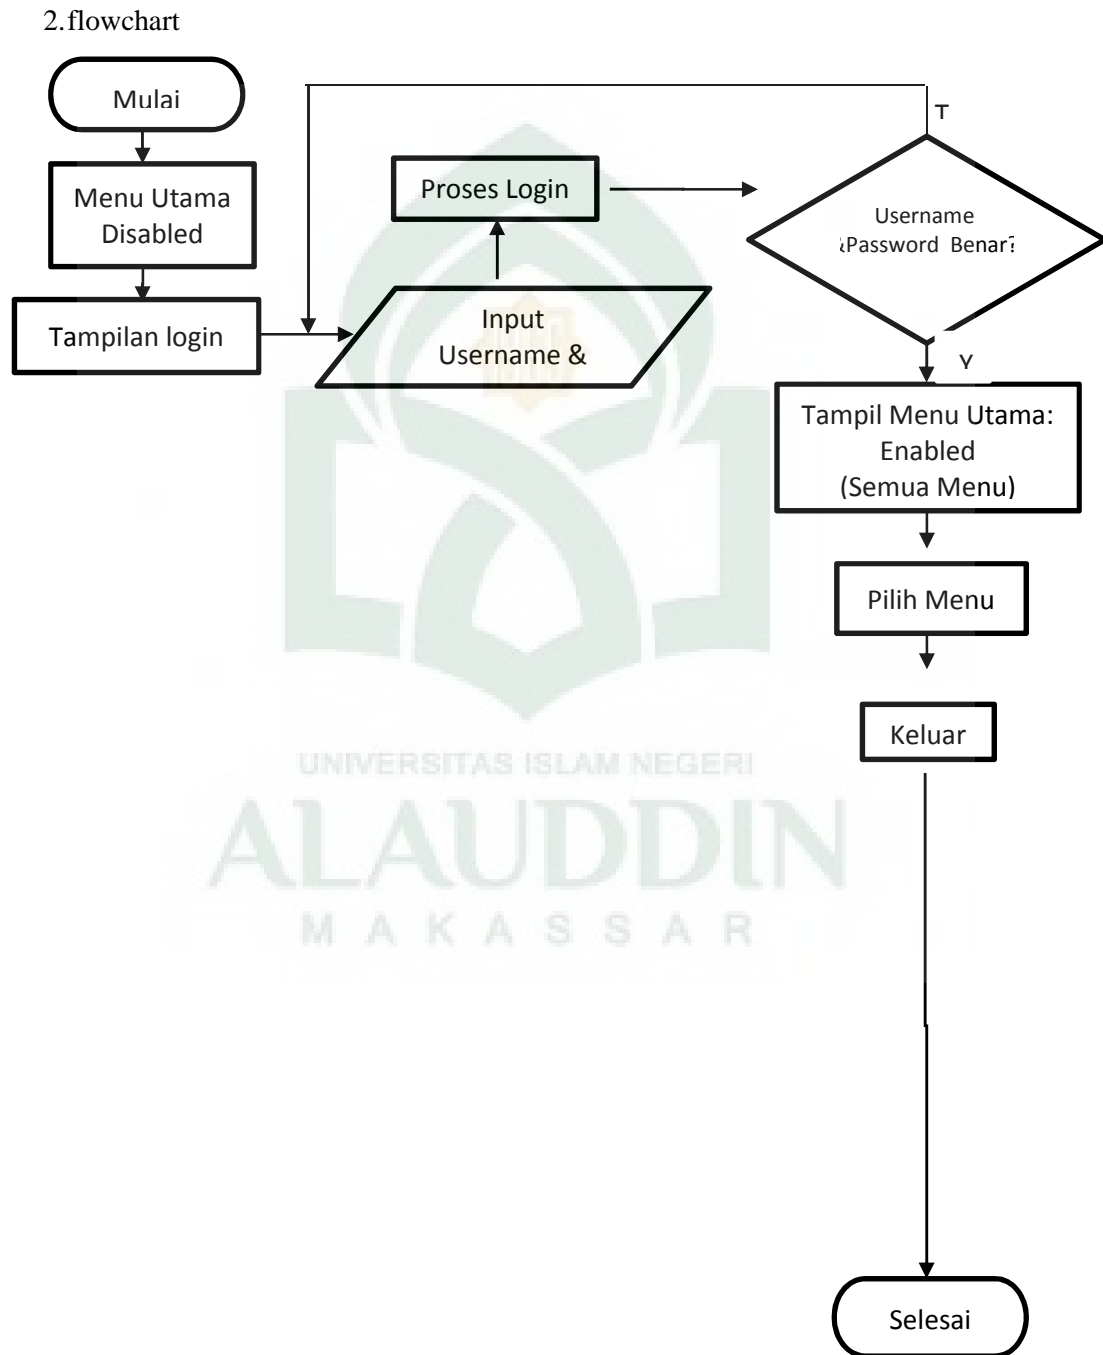 2.flowchart
Mulai
Menu Utama
Disabled
Tampilan login
Input
Username &
Proses Login
T
Username
&Password Benar?
Y
Tampil Menu Utama:
Enabled
(Semua Menu)
Pilih Menu
Keluar
Selesai
UNIVERSITAS ISLAM NEGERI
ALAUDDIN
MAKASSAR